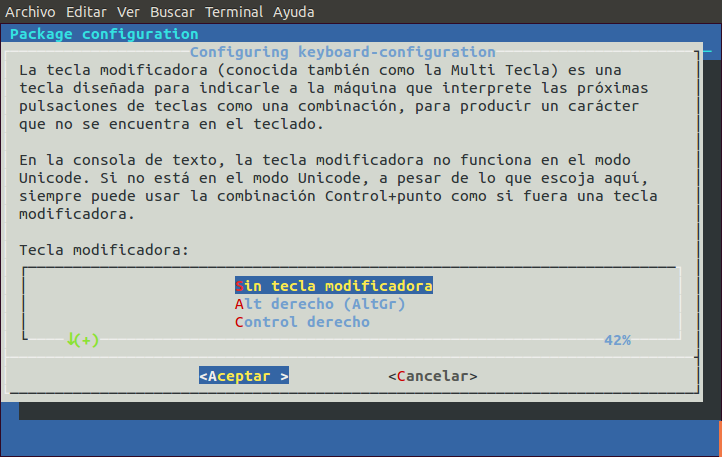 Archivo Editar Ver Buscar Terminal Ayuda
Package configuration
Configuring keyboard-configuration
La tecla modificadora (conocida también como la Multi Tecla) es una
tecla diseñada para indicarle a la máquina que interprete las próximas
pulsaciones de teclas como una combinación, para producir un carácter
que no se encuentra en el teclado.
En la consola de texto, la tecla modificadora no funciona en el modo
Unicode. Si no está en el modo Unicode, a pesar de lo que escoja aquí,
siempre puede usar la combinación Control+punto como si fuera una tecla
modificadora.
Tecla modificadora:
Sin tecla modificadora
Alt derecho (AltGr)
Control derecho
↓(+) 42%
<Aceptar > <Cancelar>